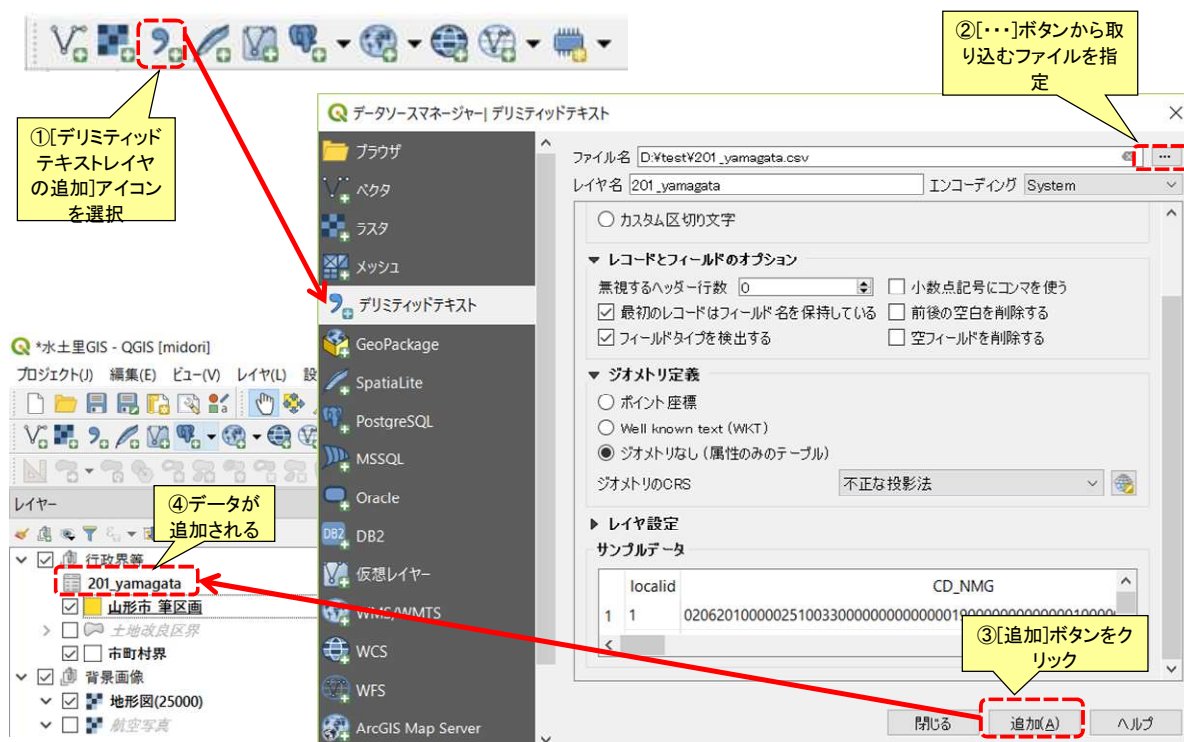 ①[デリミティッド
テキストレイヤ
の追加]アイコン
を選択
②[・・・]ボタンから取
り込むファイルを指
定
データソースマネージャー| デリミティッドテキスト
ブラウザ
ベクタ
ラスタ
メッシュ
デリミティッドテキスト
GeoPackage
SpatiaLite
PostgreSQL
MSSQL
Oracle
DB2
DB2
仮想レイヤー
WMS/WMTS
WCS
WFS
ArcGIS Map Server
ファイル名 D:¥test¥201_yamagata.csv
...
レイヤ名 201_yamagata エンコーディング System
カスタム区切り文字
レコードとフィールドのオプション
無視するヘッダー行数 0 小数点記号にコンマを使う
最初のレコードはフィールド名を保持している 前後の空白を削除する
フィールドタイプを検出する 空フィールドを削除する
ジオメトリ定義
ポイント座標
Well known text (WKT)
ジオメトリなし (属性のみのテーブル)
ジオメトリのCRS 不正な投影法
レイヤ設定
サンプルデータ
localid CD_NMG
1 1
③[追加]ボタンをク
リック
閉じる 追加(A) ヘルプ
*水土里GIS - QGIS [midori]
プロジェクト(J) 編集(E) ビュー(V) レイヤ(L) 設
レイヤー
④データが
追加される
行政界等
201_yamagata
山形市_筆区画
土地改良区界
市町村界
背景画像
地形図(25000)
航空写真